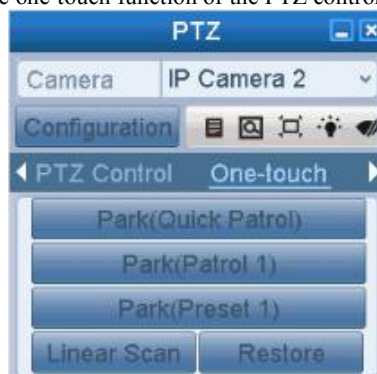 one-touch function of the PTZ control
PTZ
Camera IP Camera 2
Configuration
PTZ Control One-touch
Park(Quick Patrol)
Park(Patrol 1)
Park(Preset 1)
Linear Scan Restore